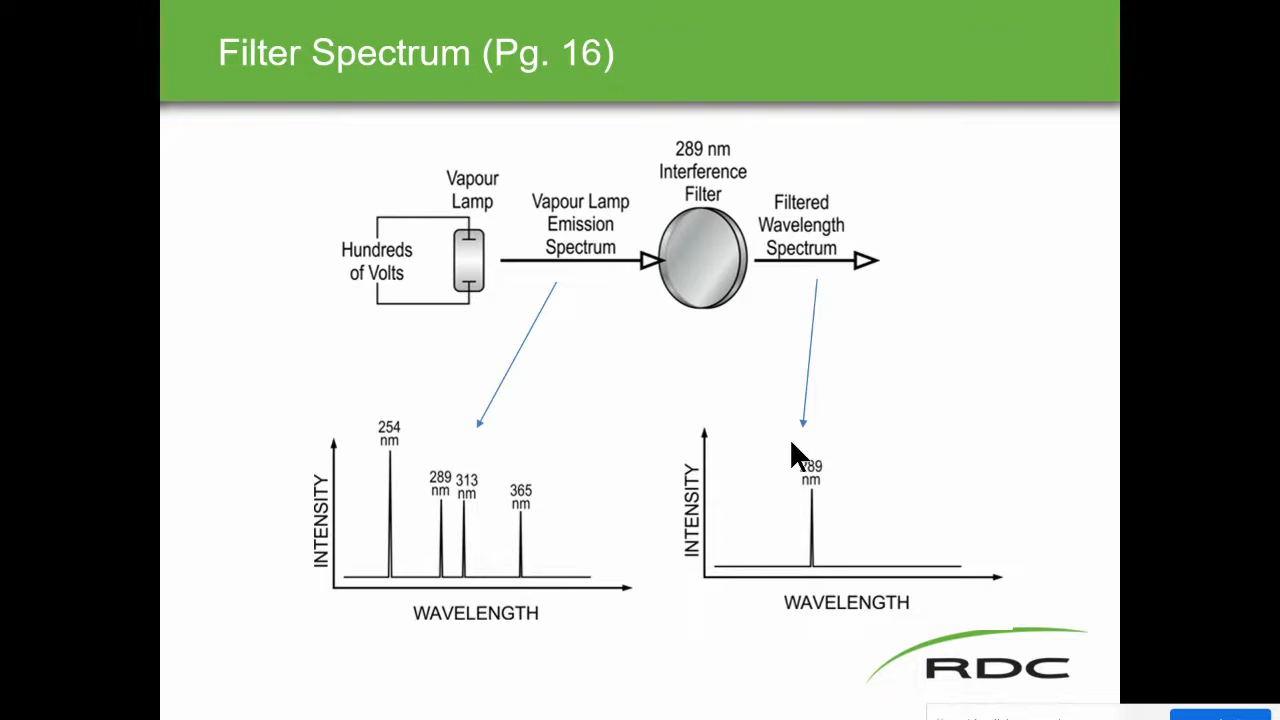 Filter Spectrum (Pg. 16)
289 nm
Interference
Filter
Vapour
Lamp
Vapour Lamp
Emission
Spectrum
Filtered
Wavelength
Spectrum
Hundreds
of Volts
254
nm
289
nm
313
nm
365
nm
INTENSITY
WAVELENGTH
nm
INTENSITY
WAVELENGTH
RDC